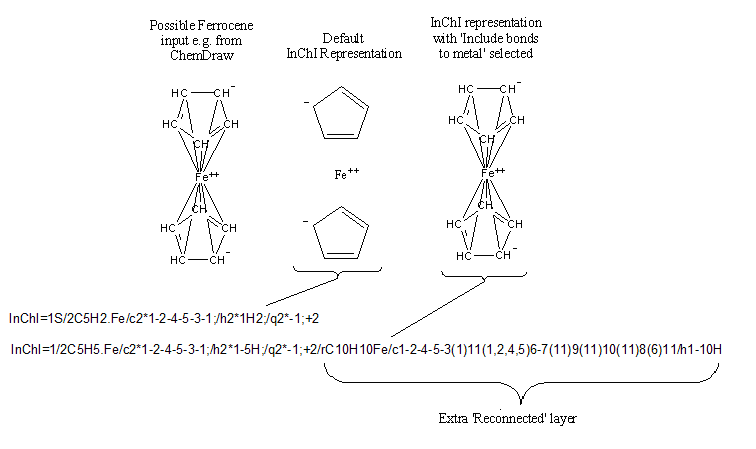 Possible Ferrocene
input e.g. from
ChemDraw
Default
InChI Representation
InChI representation
with 'Include bonds
to metal' selected
HC CH-
HC CH
CH
Fe++
CH
HC CH
HC CH-
-
Fe++
-
HC CH-
HC CH
CH
Fe++
CH
HC CH
HC CH-
InChI=1S/2C5H2.Fe/c2*1-2-4-5-3-1;/h2*1H2;/q2*-1;+2
InChI=1/2C5H5.Fe/c2*1-2-4-5-3-1;/h2*1-5H;/q2*-1;+2/rC10H10Fe/c1-2-4-5-3(1)11(1,2,4,5)6-7(11)9(11)10(11)8(6)11/h1-10H
Extra 'Reconnected' layer